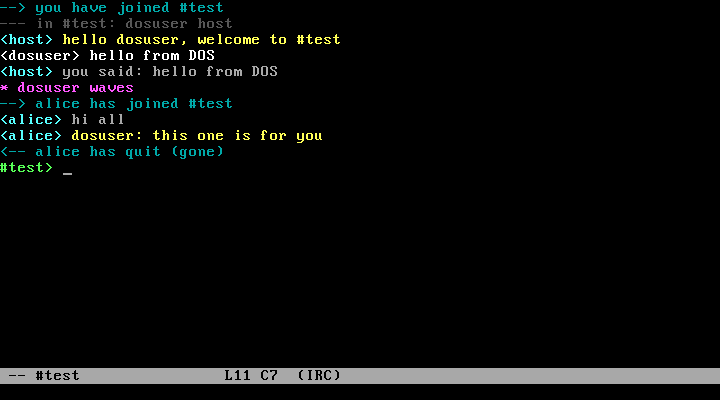 --> you have joined #test
--- in #test: dosuser host
<host> hello dosuser, welcome to #test
<dosuser> hello from DOS
<host> you said: hello from DOS
* dosuser waves
--> alice has joined #test
<alice> hi all
<alice> dosuser: this one is for you
<-- alice has quit (gone)
#test> _
-- #test L11 C7 (IRC)